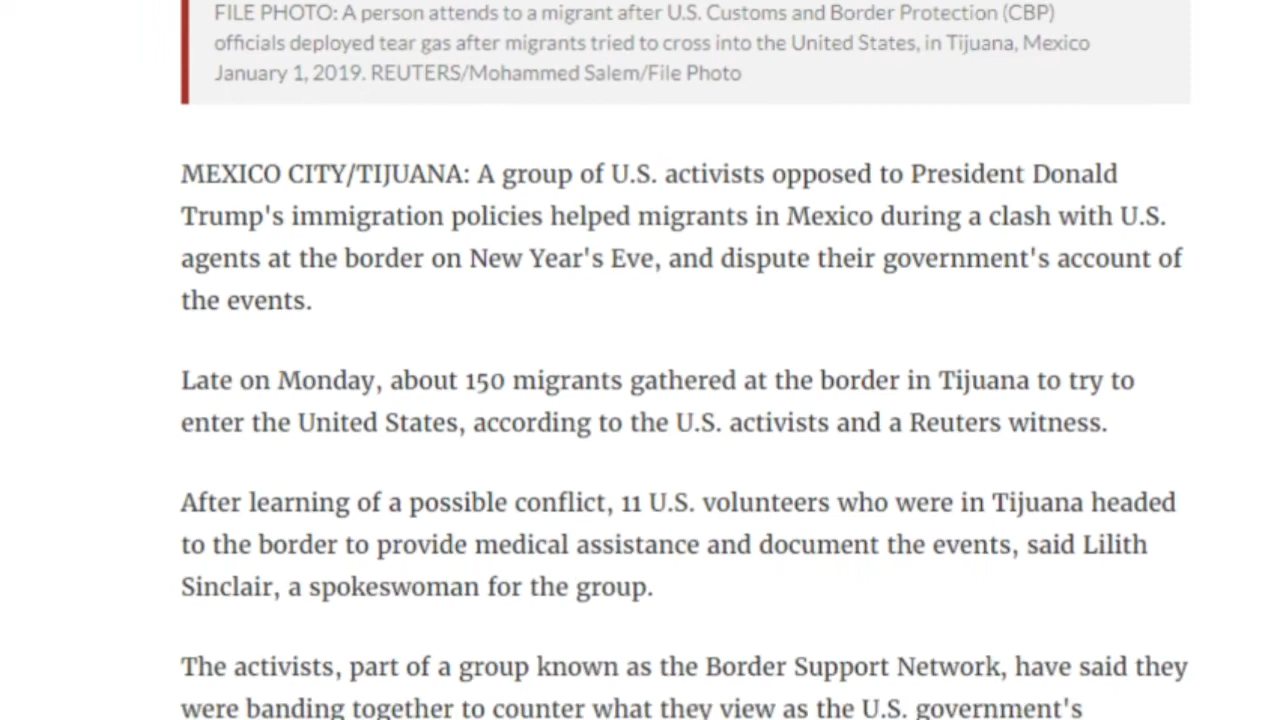 FILE PHOTO: A person attends to a migrant after U.S. Customs and Border Protection (CBP)
officials deployed tear gas after migrants tried to cross into the United States, in Tijuana, Mexico
January 1, 2019. REUTERS/Mohammed Salem/File Photo
MEXICO CITY/TIJUANA: A group of U.S. activists opposed to President Donald
Trump's immigration policies helped migrants in Mexico during a clash with U.S.
agents at the border on New Year's Eve, and dispute their government's account of
the events.
Late on Monday, about 150 migrants gathered at the border in Tijuana to try to
enter the United States, according to the U.S. activists and a Reuters witness.
After learning of a possible conflict, 11 U.S. volunteers who were in Tijuana headed
to the border to provide medical assistance and document the events, said Lilith
Sinclair, a spokeswoman for the group.
The activists, part of a group known as the Border Support Network, have said they
were banding together to counter what they view as the U.S. government's